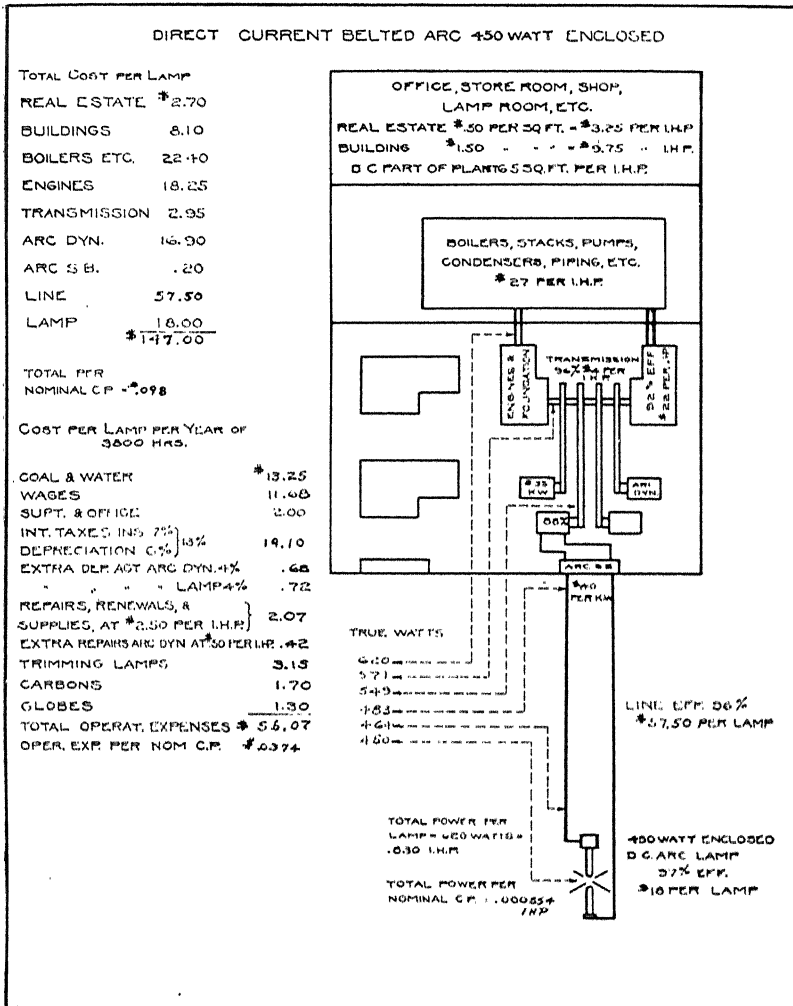 DIRECT CURRENT BELTED ARC 450 WATT ENCLOSED
TOTAL COST PER LAMP
REAL ESTATE $2.70
BUILDINGS 8.10
BOILERS ETC. 22.40
ENGINES 18.25
TRANSMISSION 2.95
ARC DYN. 16.90
ARC S B. .20
LINE 57.50
LAMP 18.00
$147.00
TOTAL PER
NOMINAL C P = $.098
COST PER LAMP PER YEAR OF
3800 HRS.
COAL & WATER $13.25
WAGES 11.68
SUPT. & OFFICE 2.00
INT. TAXES INS 7%
DEPRECIATION 6% } 13% 19.10
EXTRA DEP. ACT ARC DYN. 4% .68
" " " LAMP 4% .72
REPAIRS, RENEWALS, &
SUPPLIES, AT $2.50 PER I.H.P. } 2.07
EXTRA REPAIRS ARC DYN AT $.50 PER I.H.P. .42
TRIMMING LAMPS 3.15
CARBONS 1.70
GLOBES 1.30
TOTAL OPERAT. EXPENSES $ 56.07
OPER. EXP. PER NOM C.P. $.0374
OFFICE, STORE ROOM, SHOP,
LAMP ROOM, ETC.
REAL ESTATE $.50 PER SQ FT. = $3.25 PER I.H.P
BUILDING $1.50 " " " = $9.75 " I.H.P.
D C PART OF PLANT 6.5 SQ. FT. PER I.H.P.
BOILERS, STACKS, PUMPS,
CONDENSERS, PIPING, ETC.
$27 PER I.H.P.
ENGINES &
FOUNDATION
TRANSMISSION
96% $4 PER
I.H.P.
92% EFF
$22 PER I.H.P
$35
KW
ARC
DYN.
88%
ARC S B
PER KW
TRUE WATTS
620
571
549
483
464
450
LINE EFF. 96%
$57.50 PER LAMP
TOTAL POWER PER
LAMP = 620 WATTS =
.830 I.H.P.
TOTAL POWER PER
NOMINAL C P. = .000554
IHP
450 WATT ENCLOSED
D C. ARC LAMP
97% EFF.
$18 PER LAMP